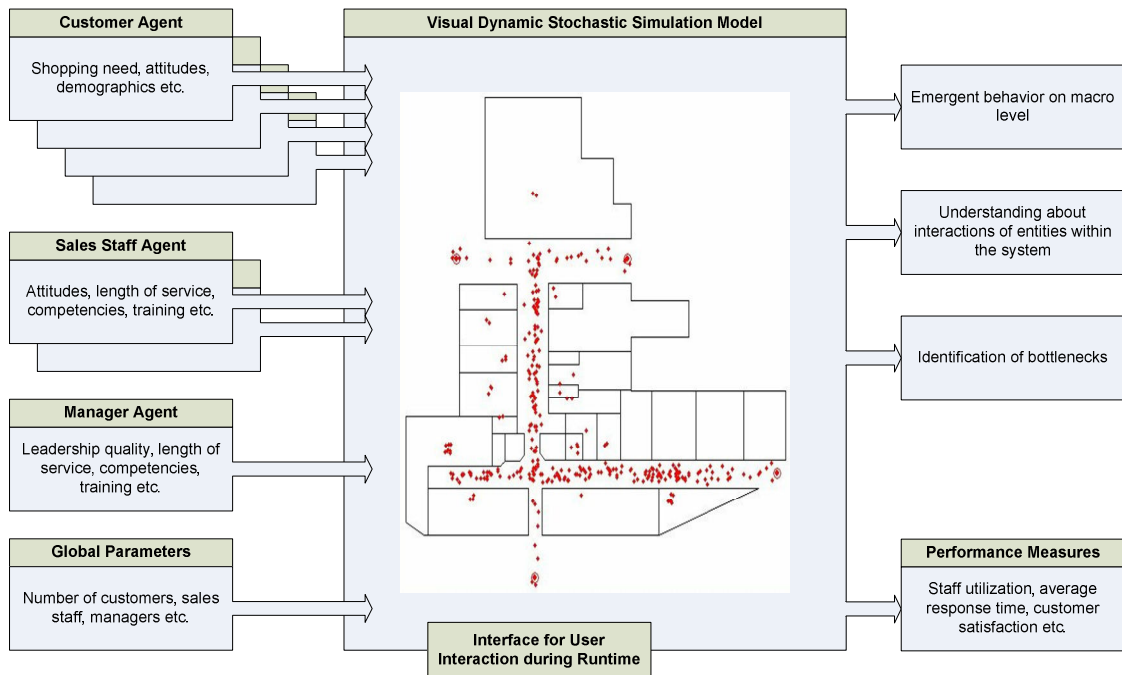 Customer Agent
Shopping need, attitudes,
demographics etc.
Sales Staff Agent
Attitudes, length of service,
competencies, training etc.
Manager Agent
Leadership quality, length of
service, competencies,
training etc.
Global Parameters
Number of customers, sales
staff, managers etc.
Visual Dynamic Stochastic Simulation Model
Interface for User
Interaction during Runtime
Emergent behavior on macro
level
Understanding about
interactions of entities within
the system
Identification of bottlenecks
Performance Measures
Staff utilization, average
response time, customer
satisfaction etc.